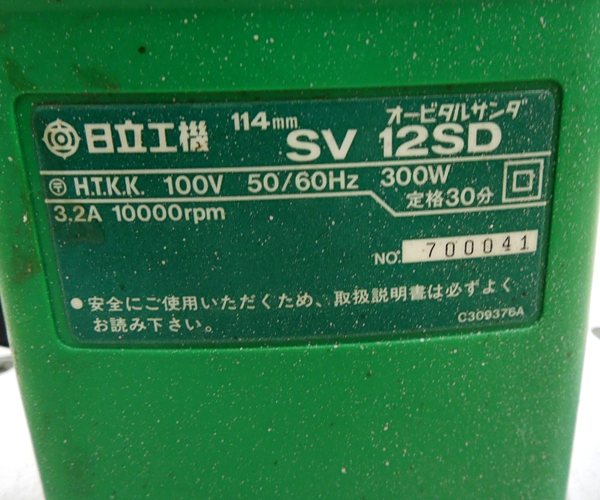 日立工機 114mm オービタルサンダ
SV 12SD
〒 H.T.K.K. 100V 50/60Hz 300W
定格30分
3.2A 10000rpm
NO. 700041
●安全にご使用いただくため、取扱説明書は必ずよく
お読み下さい。
C309376A